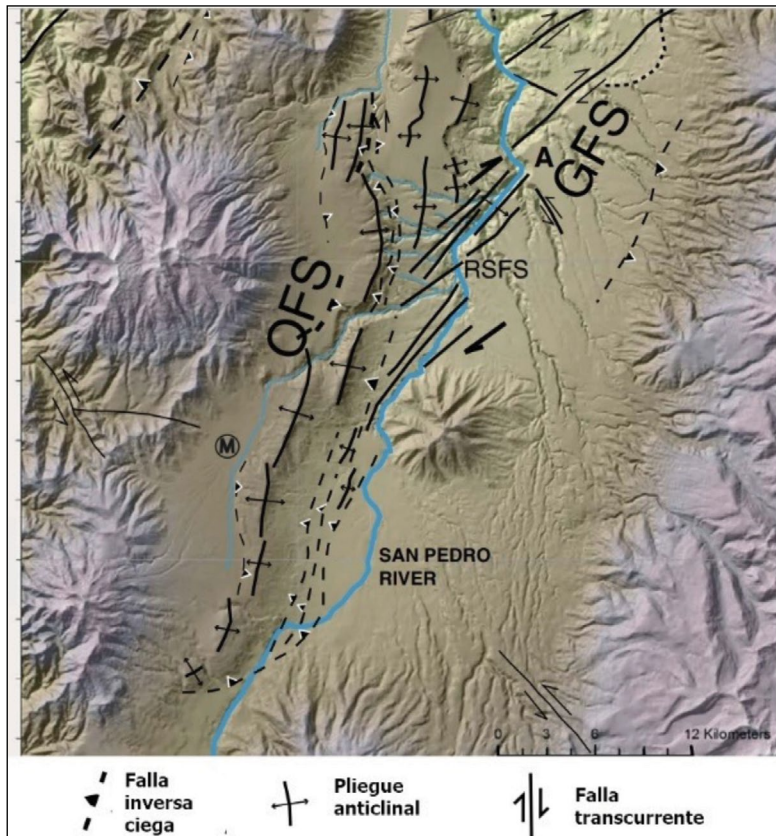 A
GFS
RSFS
QFS
M
SAN PEDRO
RIVER
0 3 6 12 Kilometers
Falla
inversa
ciega
Pliegue
anticlinal
Falla
transcurrente